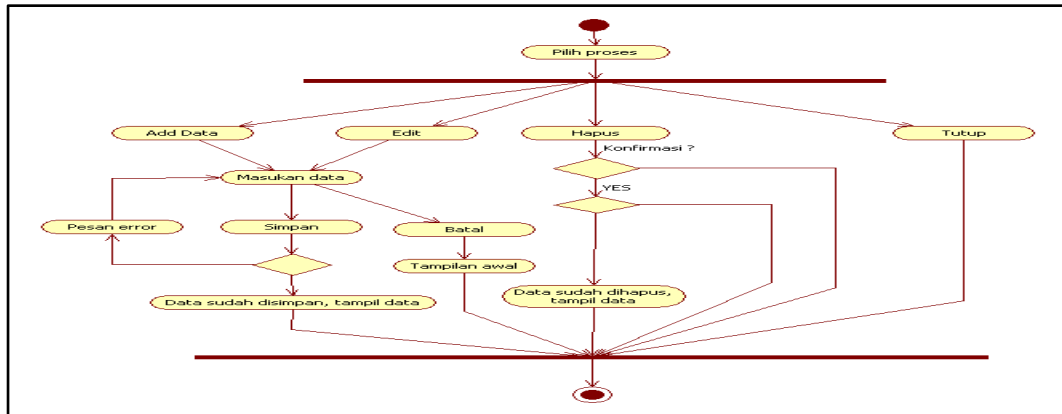 Pilih proses
Add Data
Edit
Hapus
Tutup
Konfirmasi ?
Masukan data
YES
Pesan error
Simpan
Batal
Tampilan awal
Data sudah disimpan, tampil data
Data sudah dihapus,
tampil data